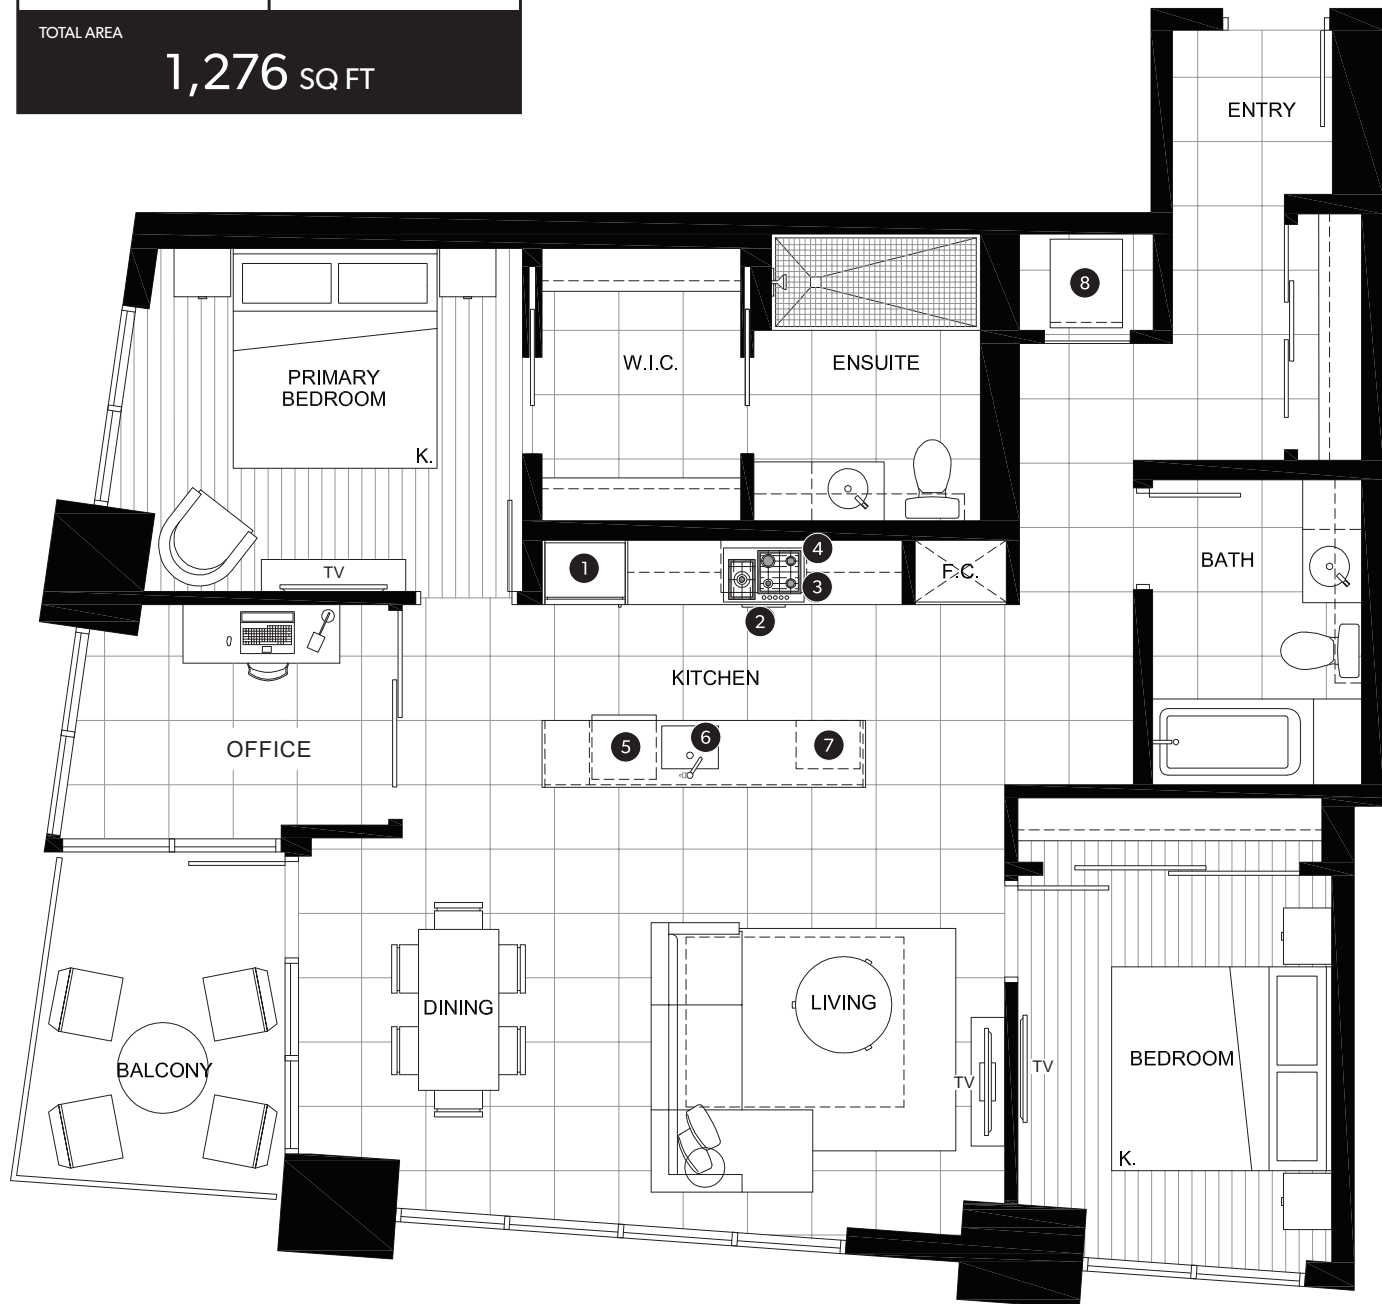 TOTAL AREA
1,276 SQ FT
ENTRY
8
W.I.C.
ENSUITE
PRIMARY
BEDROOM
K.
TV
1
4
3
2
F.C.
BATH
KITCHEN
OFFICE
5
6
7
DINING
LIVING
TV
TV
BEDROOM
K.
BALCONY